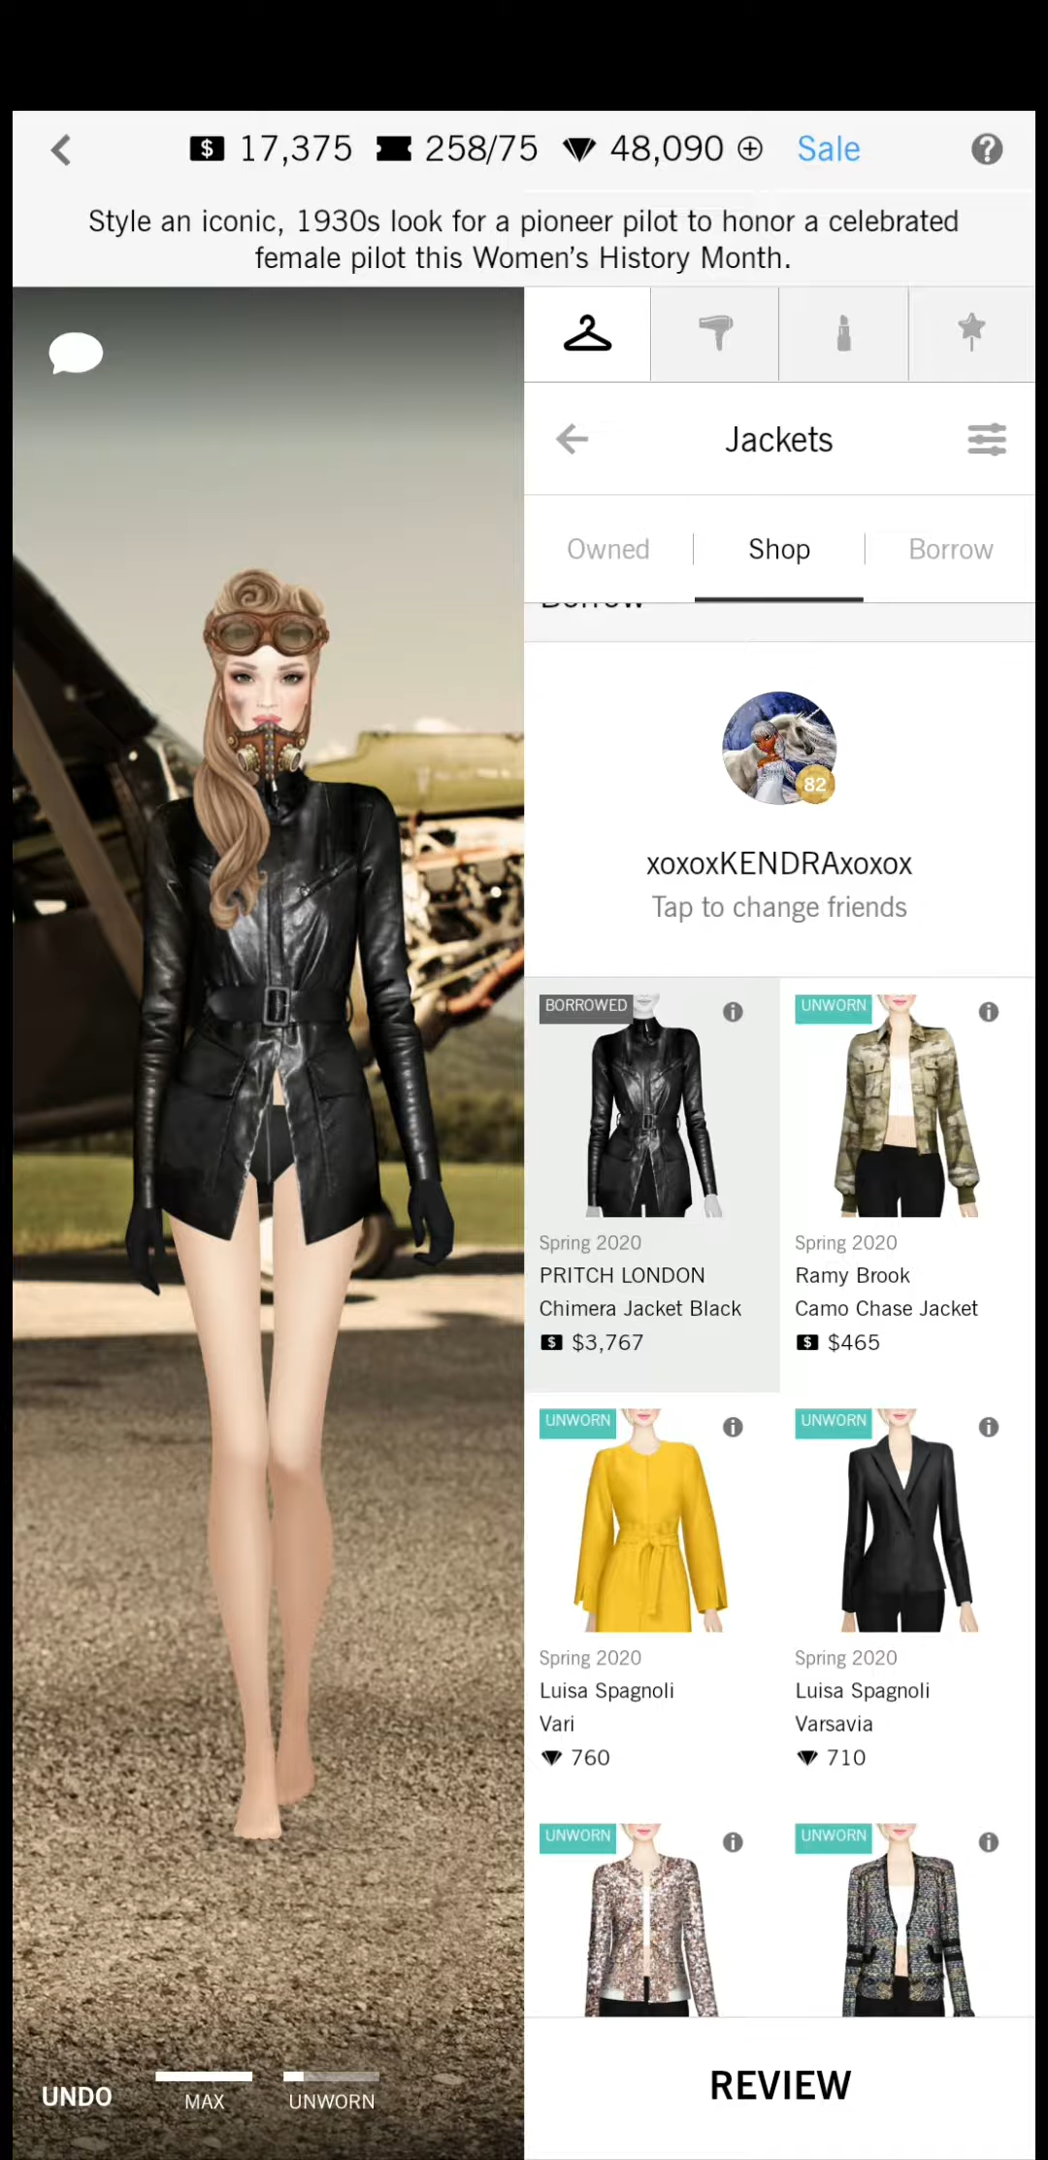 17,375 258/75 48,090 Sale
Style an iconic, 1930s look for a pioneer pilot to honor a celebrated
female pilot this Women's History Month.
Jackets
Owned Shop Borrow
Borrow
82
xoxoxKENDRAxoxox
Tap to change friends
BORROWED UNWORN
Spring 2020 Spring 2020
PRITCH LONDON Ramy Brook
Chimera Jacket Black Camo Chase Jacket
$ $3,767 $ $465
UNWORN UNWORN
Spring 2020 Spring 2020
Luisa Spagnoli Luisa Spagnoli
Vari Varsavia
760 710
UNWORN UNWORN
UNDO MAX UNWORN
REVIEW